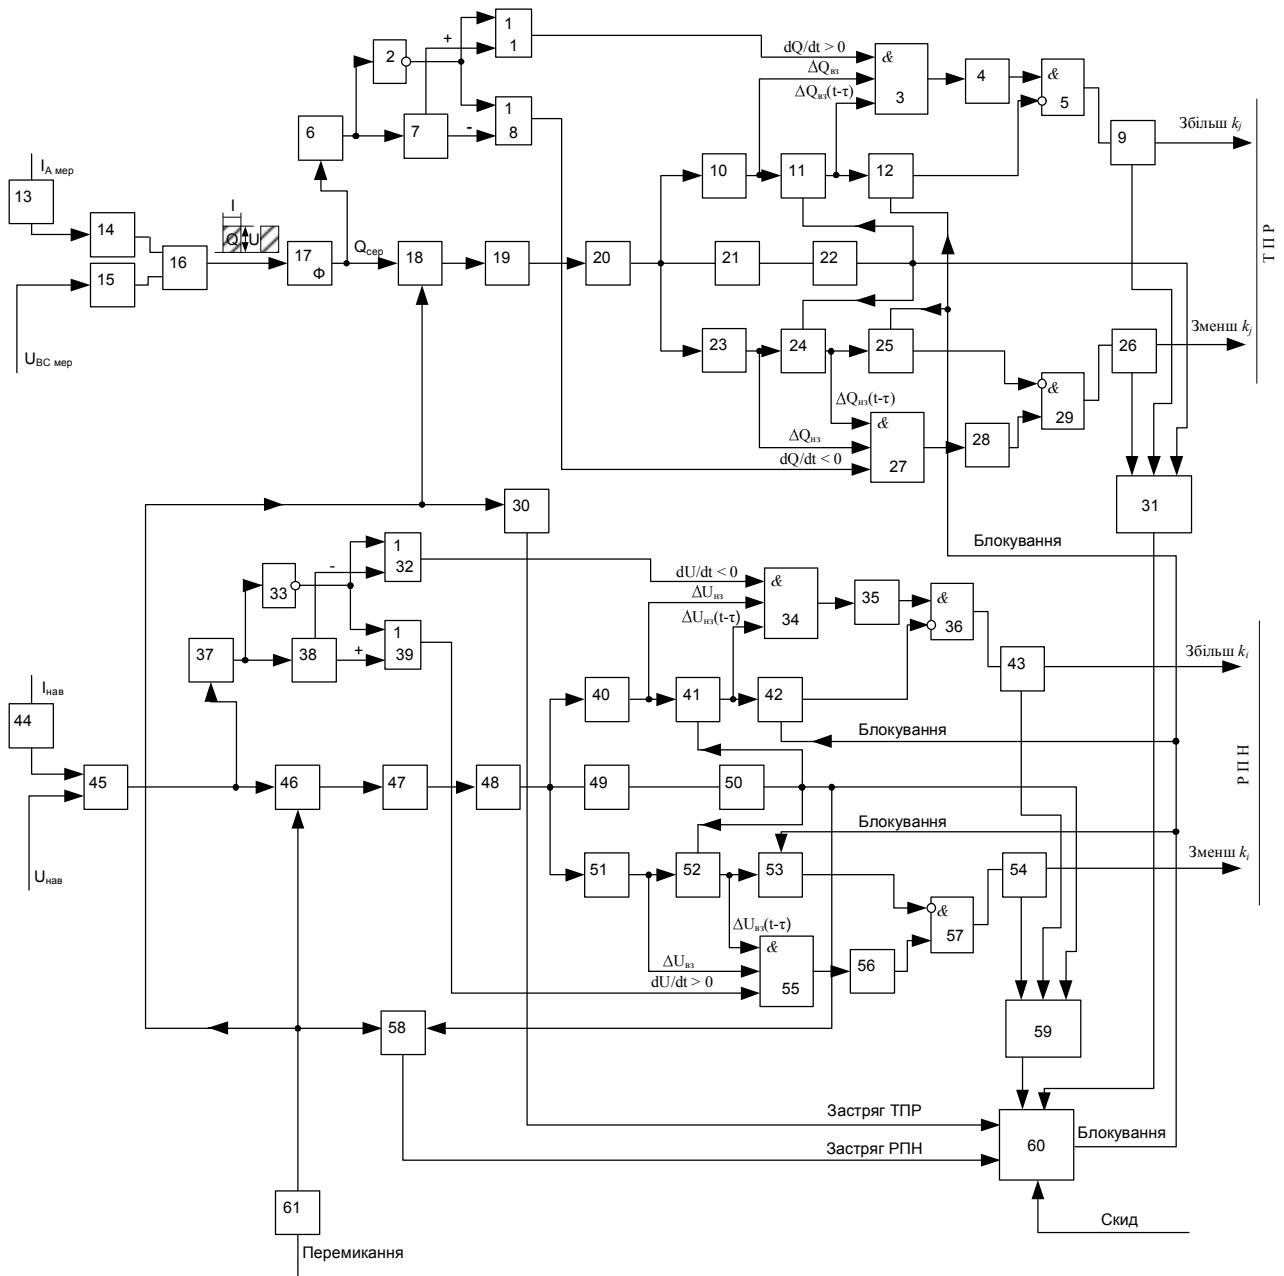 1
1
2
+
dQ/dt > 0
&
3
4
&
5
ΔQвз
ΔQвз(t-τ)
6
7
-
1
8
9
Збільш kj
IА мер
13
10
11
12
14
I
Q U
Qсер
15
16
17
Ф
18
19
20
21
22
ТПР
UВС мер
23
24
25
26
Зменш kj
ΔQнз(t-τ)
&
29
ΔQнз
&
27
28
dQ/dt < 0
30
31
Блокування
1
32
-
33
dU/dt < 0
&
34
35
&
36
ΔUнз
ΔUнз(t-τ)
37
38
+
1
39
43
Збільш ki
Iнав
44
40
41
42
Блокування
РПН
45
46
47
48
49
50
Блокування
Uнав
51
52
53
54
Зменш ki
ΔUвз(t-τ)
&
57
ΔUвз
&
55
56
dU/dt > 0
58
59
Застряг ТПР
60
Блокування
Застряг РПН
61
Скид
Перемикання